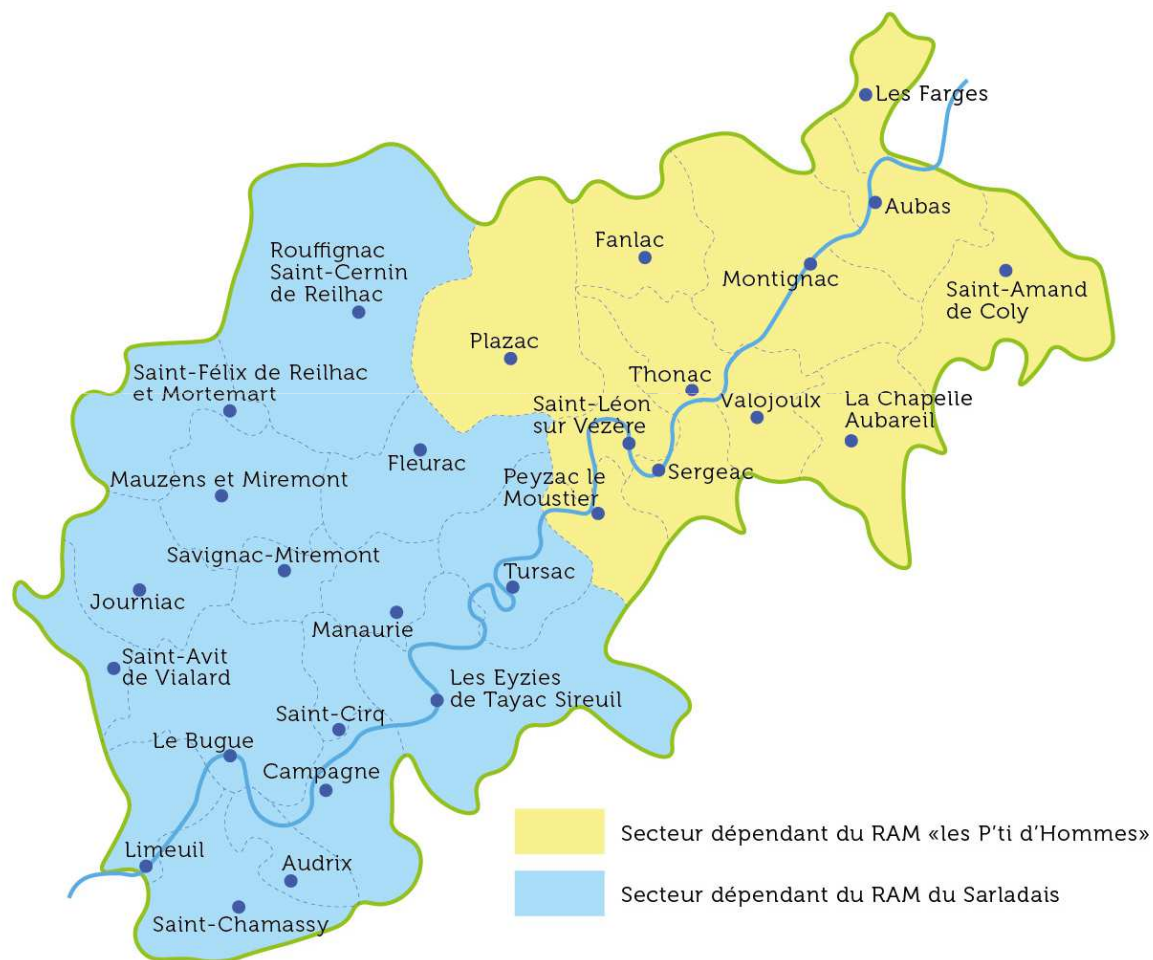 Les Farges
Aubas
Fanlac
Montignac
Saint-Amand
de Coly
Rouffignac
Saint-Cernin
de Reilhac
Plazac
Thonac
Saint-Félix de Reilhac
et Mortemart
Saint-Léon
sur Vézère
Valojoulx
La Chapelle
Aubareil
Fleurac
Sergeac
Mauzens et Miremont
Peyzac le
Moustier
Savignac-Miremont
Tursac
Journiac
Manaurie
Saint-Avit
de Vialard
Les Eyzies
de Tayac Sireuil
Saint-Cirq
Le Bugue
Campagne
Limeuil
Audrix
Saint-Chamassy
Secteur dépendant du RAM «les P'ti d'Hommes»
Secteur dépendant du RAM du Sarladais